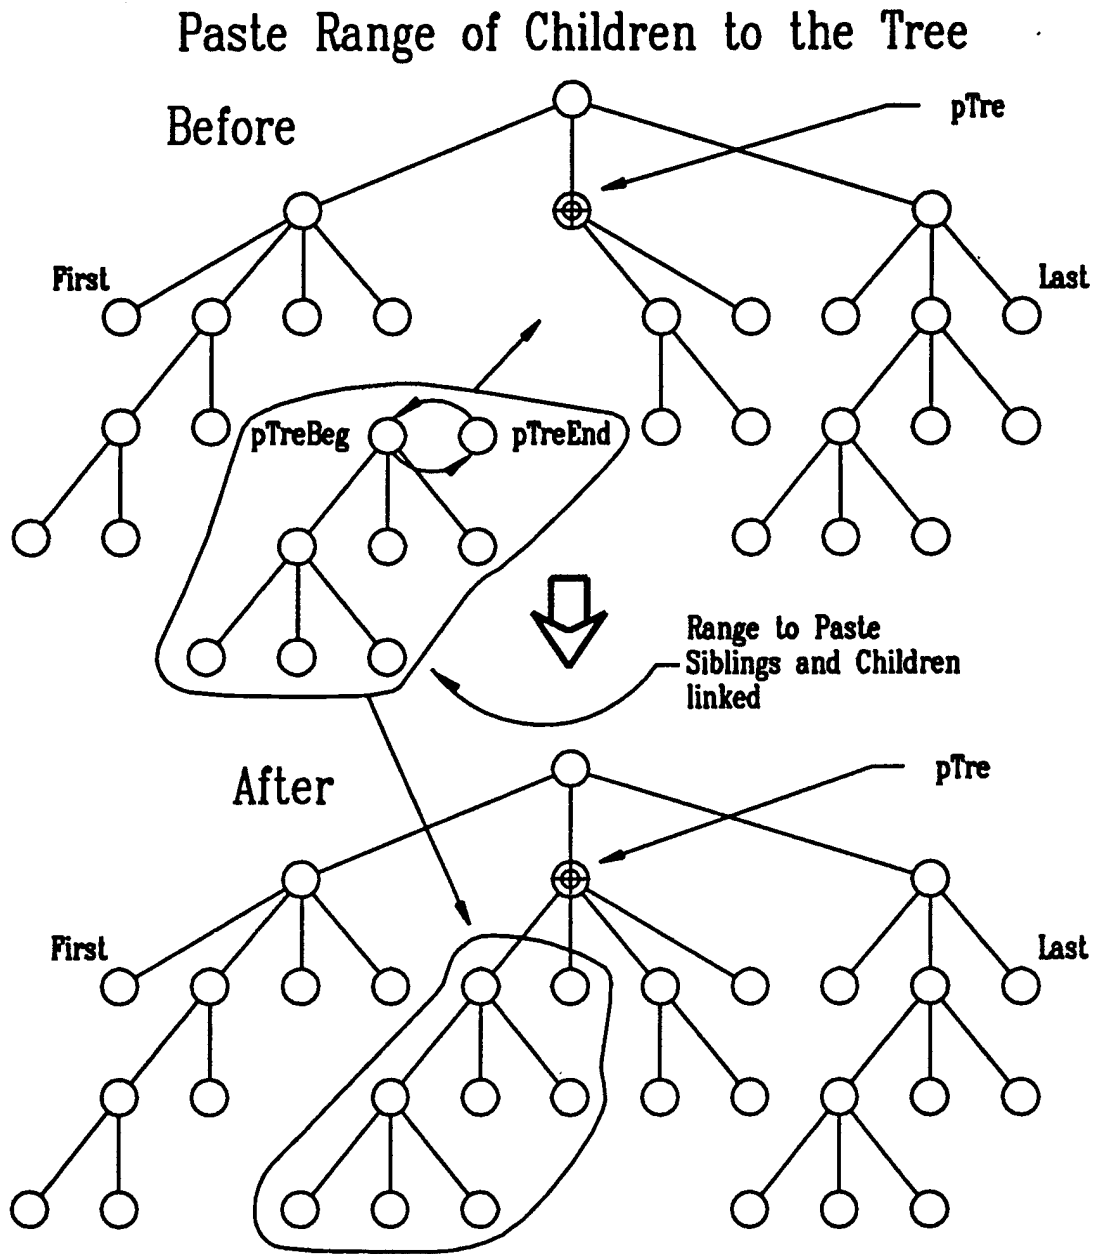 Paste Range of Children to the Tree
Before
pTre
First
Last
pTreBeg
pTreEnd
Range to Paste
Siblings and Children
linked
After
pTre
First
Last